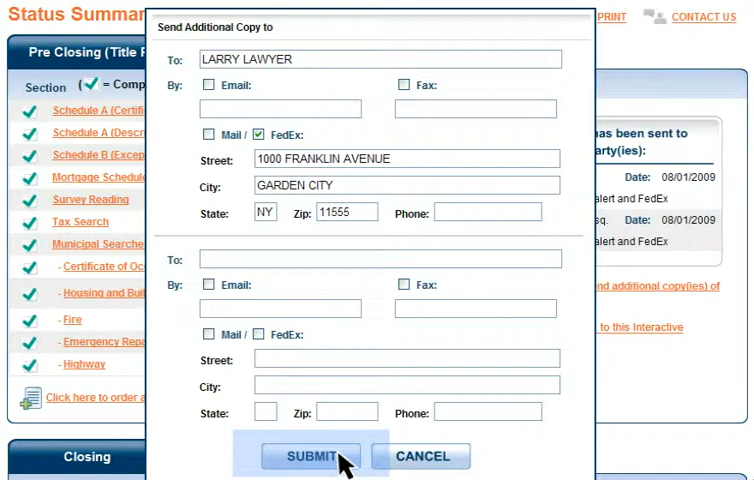 Status Summar
PRINT
CONTACT US
Pre Closing (Title
Section ( = Comp
Schedule A (Certifi
Schedule A (Descr
Schedule B (Excep
Mortgage Schedul
Survey Reading
Tax Search
Municipal Searche
- Certificate of Oc
- Housing and Buil
- Fire
- Emergency Repa
- Highway
Click here to order a
Closing
Send Additional Copy to
To: LARRY LAWYER
By: Email: Fax:
Mail / FedEx:
Street: 1000 FRANKLIN AVENUE
City: GARDEN CITY
State: NY Zip: 11555 Phone:
To:
By: Email: Fax:
Mail / FedEx:
Street:
City:
State: Zip: Phone:
SUBMIT CANCEL
has been sent to
arty(ies):
Date: 08/01/2009
alert and FedEx
sq. Date: 08/01/2009
alert and FedEx
end additional copy(ies) of
to this Interactive